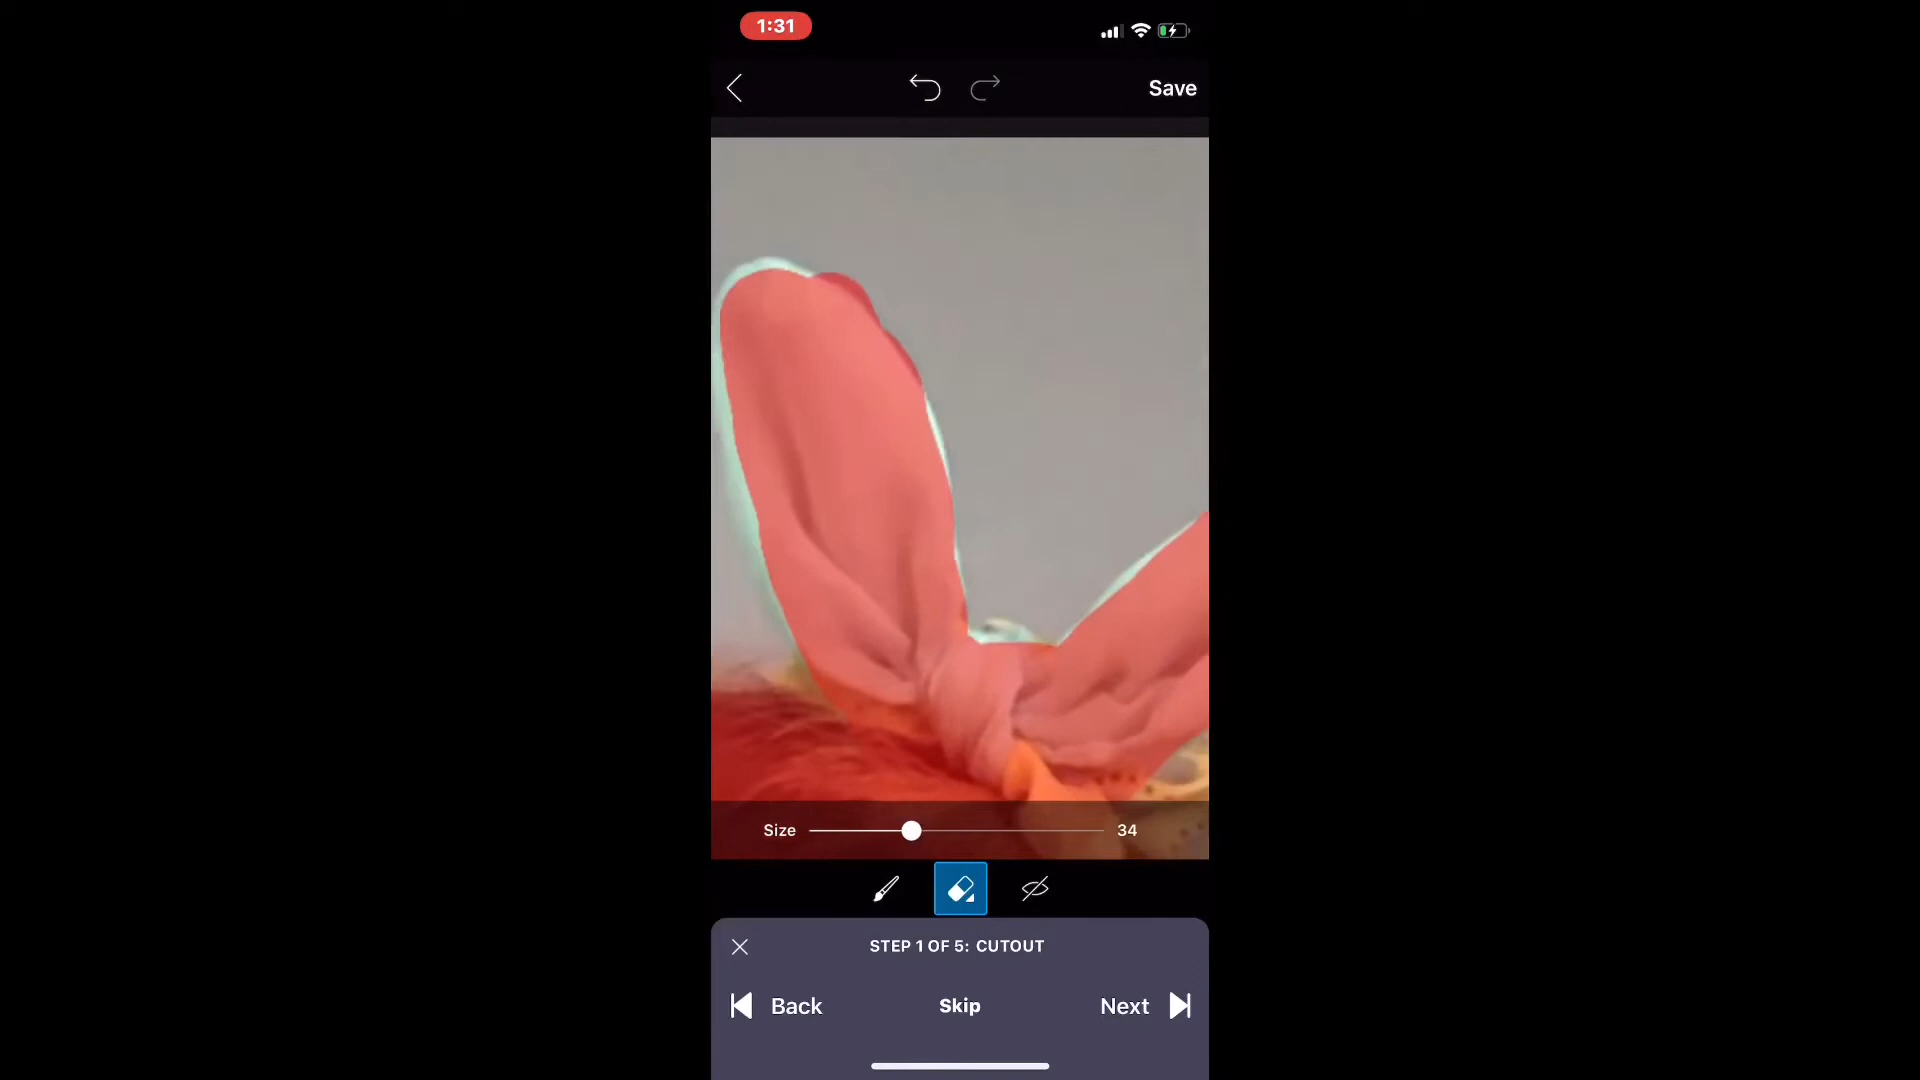 1:31
Save
Size 34
STEP 1 OF 5: CUTOUT
Back Skip Next